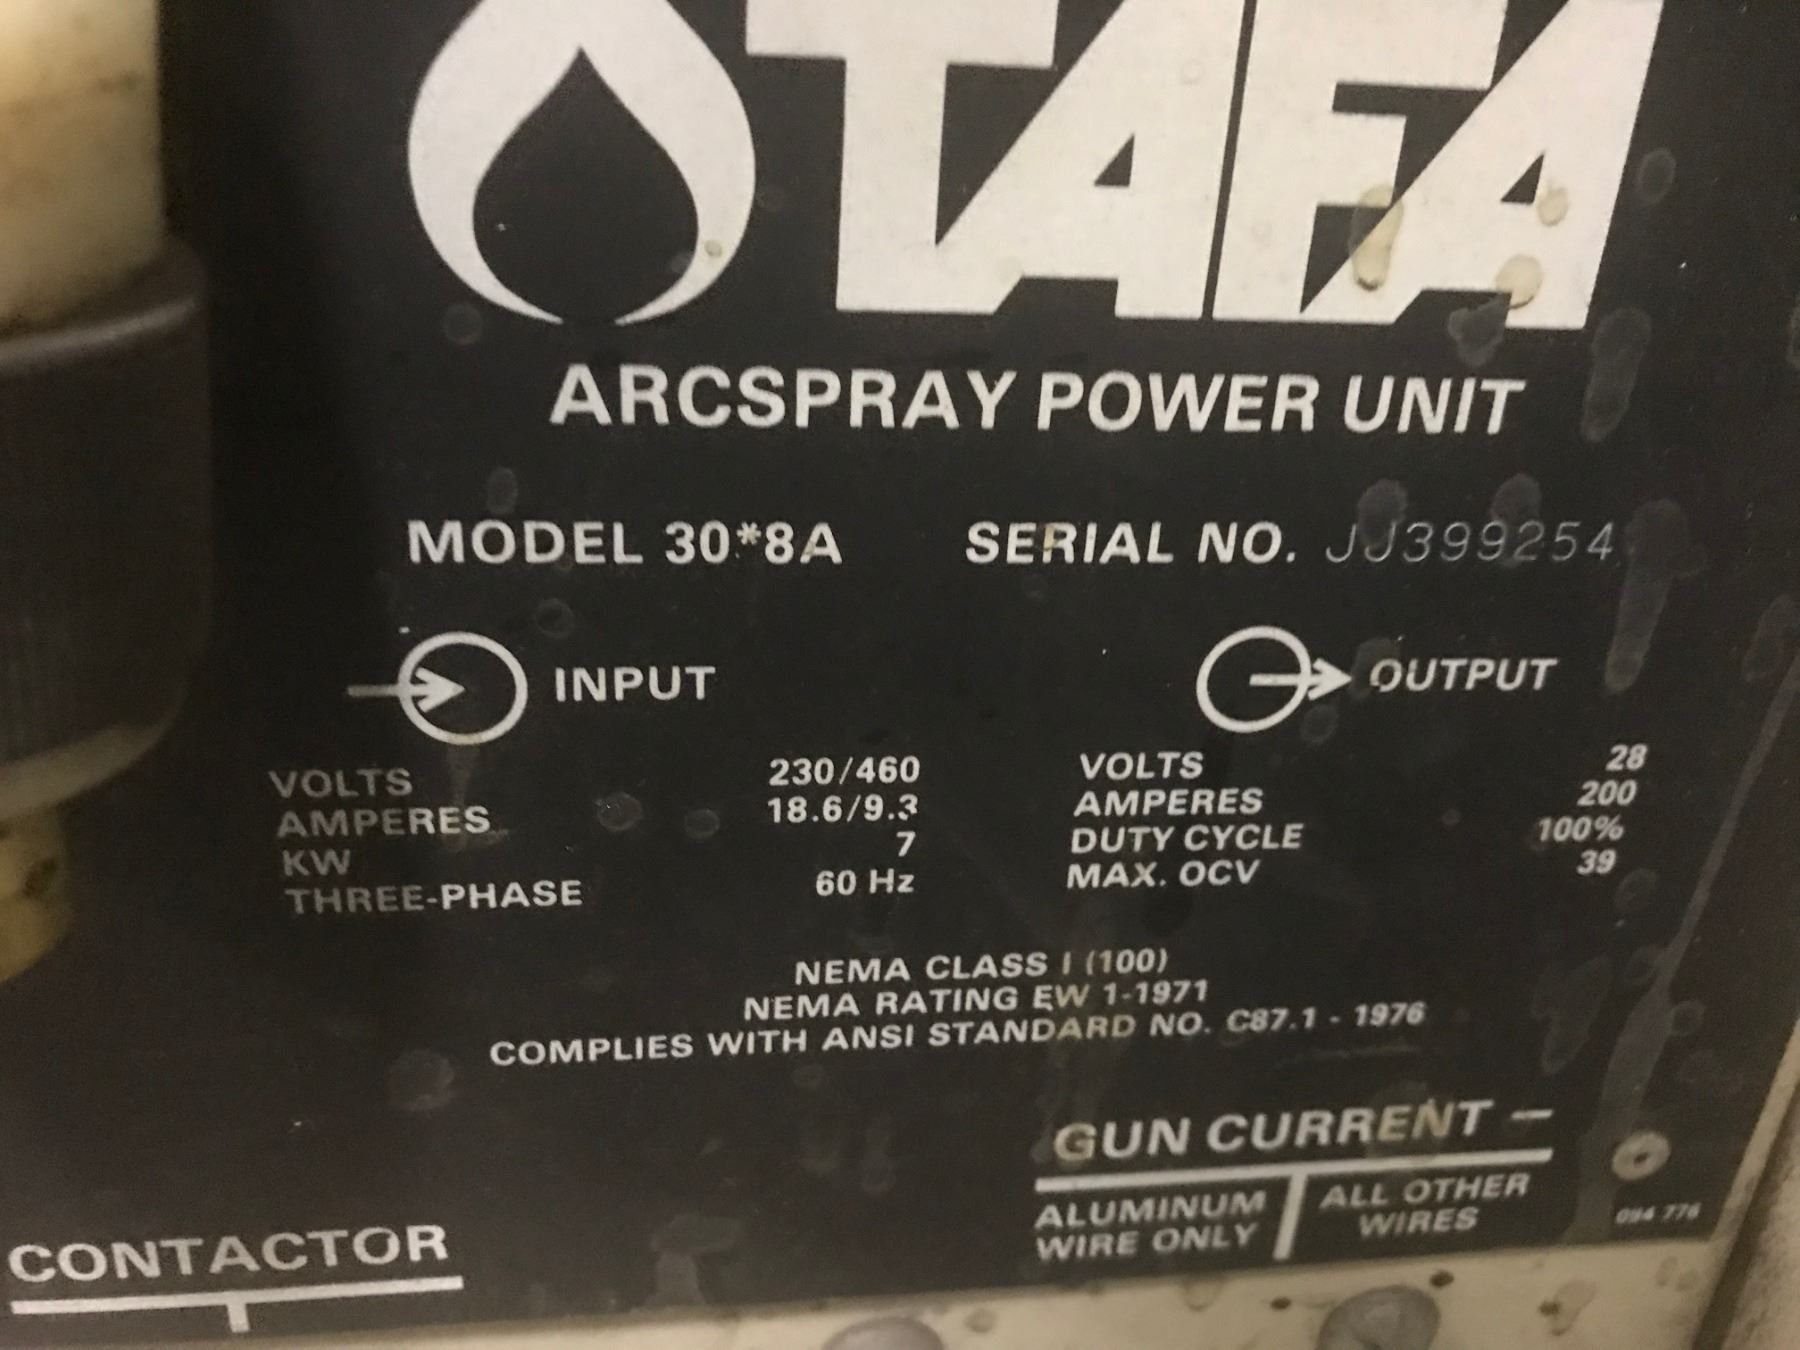 TAFA
ARCSPRAY POWER UNIT
MODEL 30*8A SERIAL NO. JJ399254
INPUT OUTPUT
VOLTS 230/460 VOLTS 28
AMPERES 18.6/9.3 AMPERES 200
KW 7 DUTY CYCLE 100%
THREE-PHASE 60 Hz MAX. OCV 39
NEMA CLASS I (100)
NEMA RATING EW 1-1971
COMPLIES WITH ANSI STANDARD NO. C87.1 - 1976
GUN CURRENT –
ALUMINUM ALL OTHER
WIRE ONLY WIRES
094 776
CONTACTOR